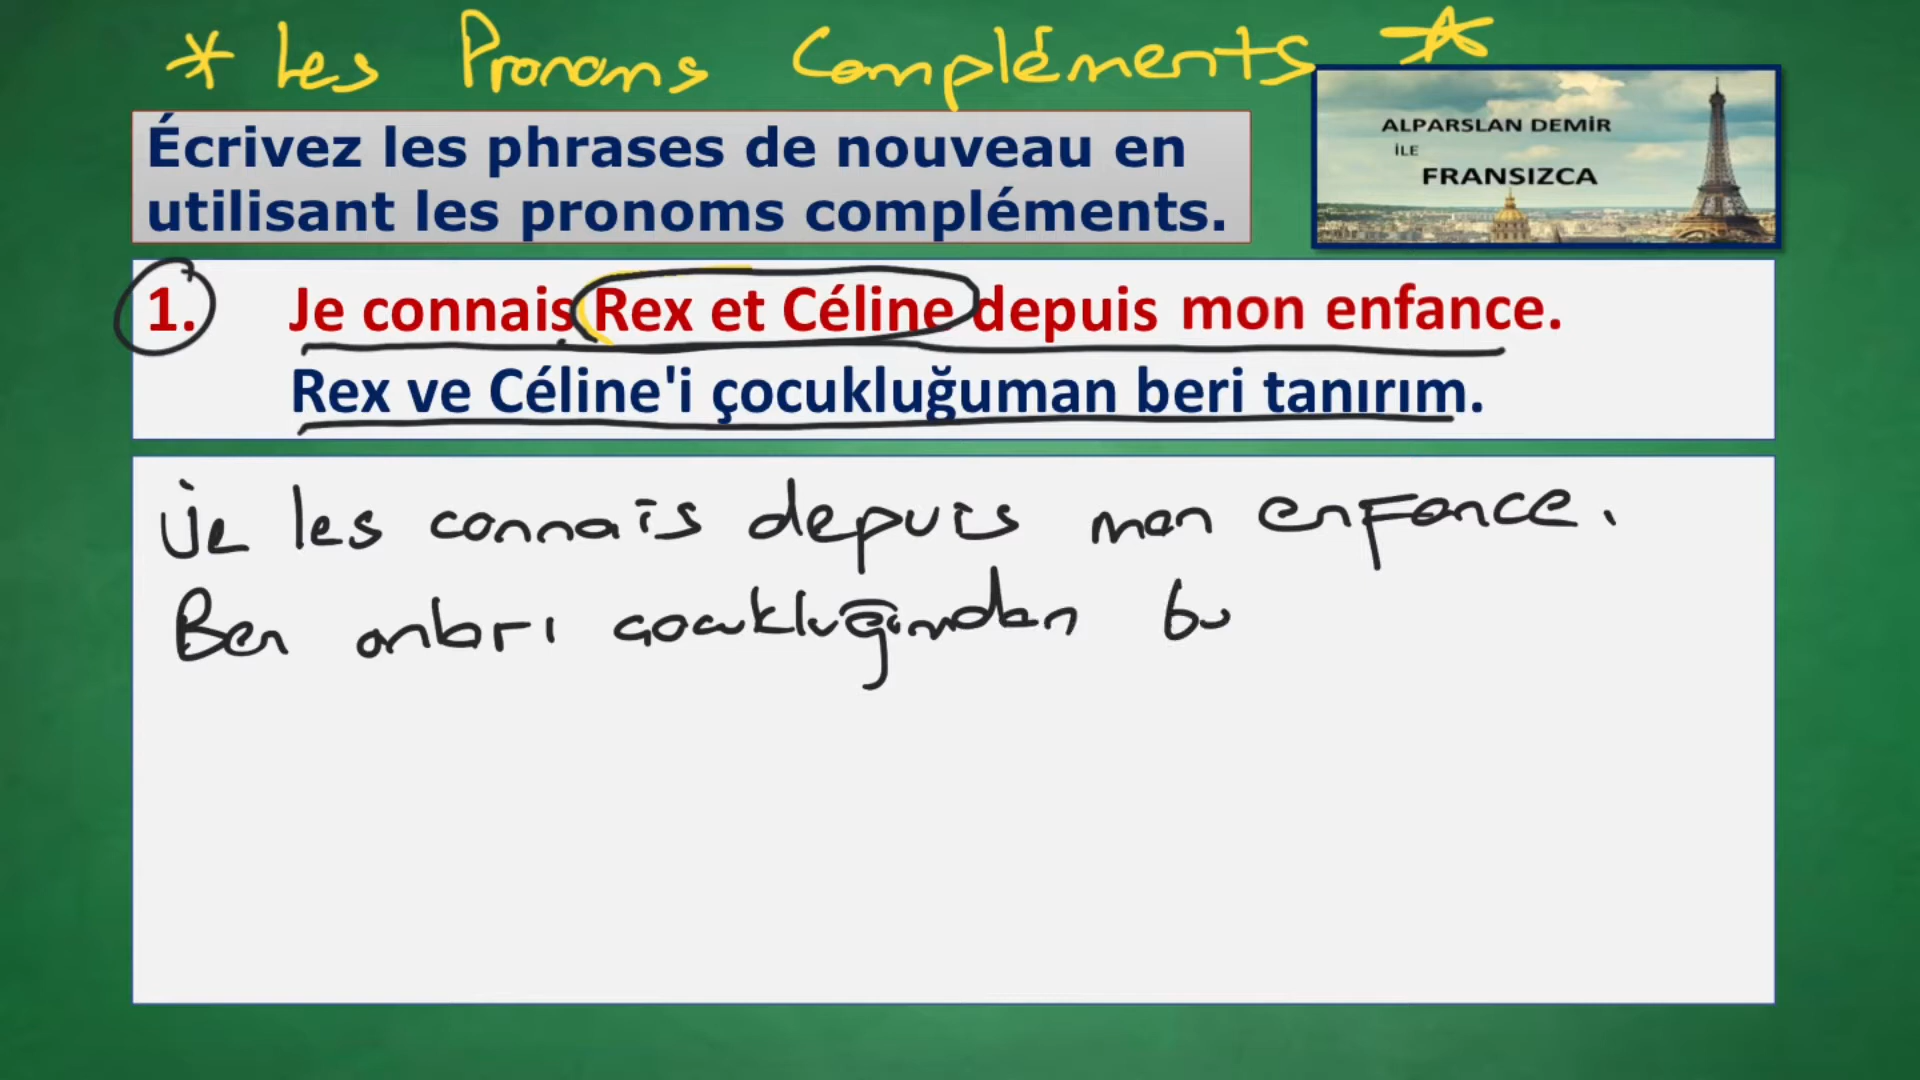 * Les Pronoms Compléments *
Écrivez les phrases de nouveau en
utilisant les pronoms compléments.
ALPARSLAN DEMİR
İLE
FRANSIZCA
1. Je connais Rex et Céline depuis mon enfance.
Rex ve Céline'i çocukluğuman beri tanırım.
Je les connais depuis mon enfance.
Ben onları çocukluğumdan